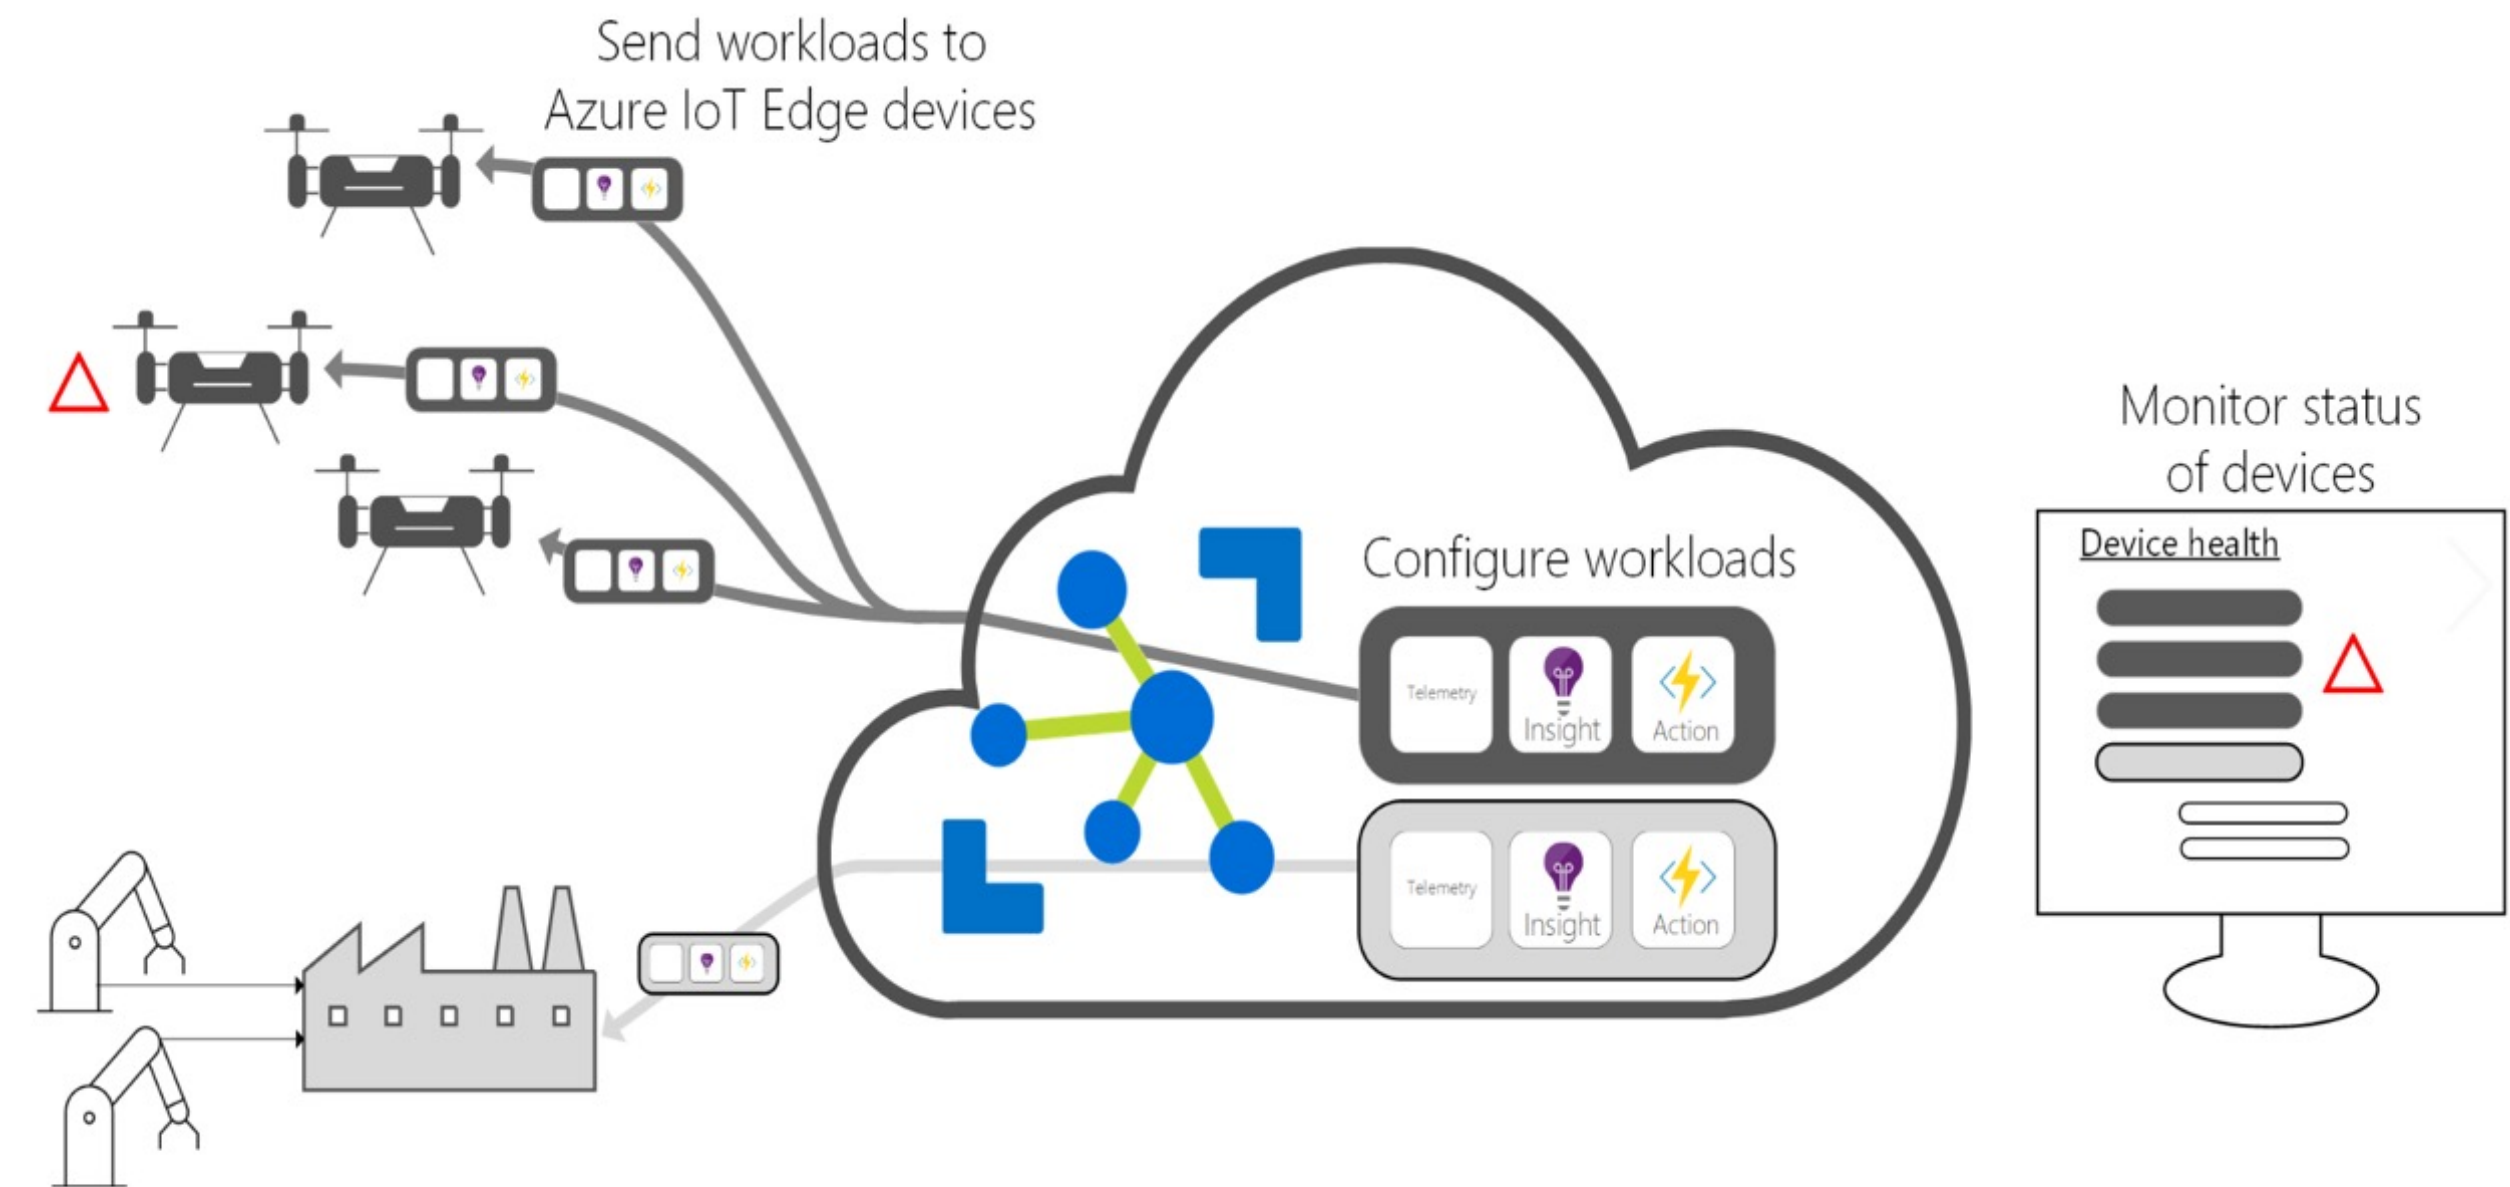 Send workloads to
Azure IoT Edge devices
Monitor status
of devices
Device health
Configure workloads
Telemetry
Insight
Action
Telemetry
Insight
Action